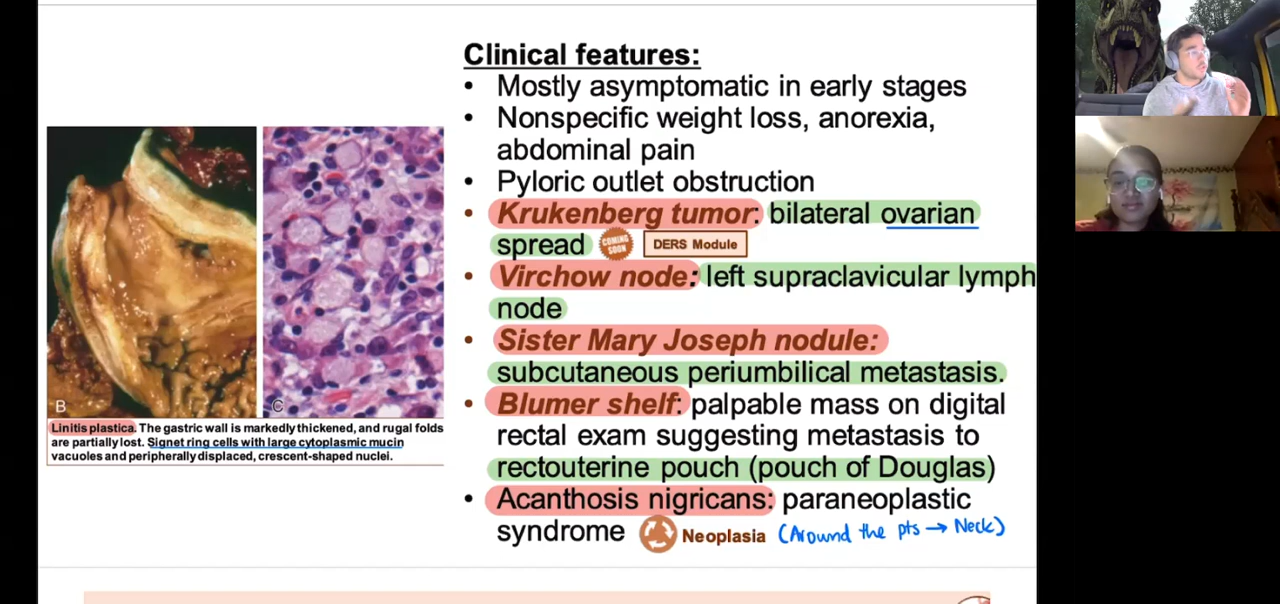 Clinical features:
• Mostly asymptomatic in early stages
• Nonspecific weight loss, anorexia,
abdominal pain
• Pyloric outlet obstruction
• Krukenberg tumor: bilateral ovarian
spread COMING SOON DERS Module
• Virchow node: left supraclavicular lymph
node
• Sister Mary Joseph nodule:
subcutaneous periumbilical metastasis.
• Blumer shelf: palpable mass on digital
rectal exam suggesting metastasis to
rectouterine pouch (pouch of Douglas)
• Acanthosis nigricans: paraneoplastic
syndrome Neoplasia (Around the pts → Neck)
B
C
Linitis plastica. The gastric wall is markedly thickened, and rugal folds
are partially lost. Signet ring cells with large cytoplasmic mucin
vacuoles and peripherally displaced, crescent-shaped nuclei.